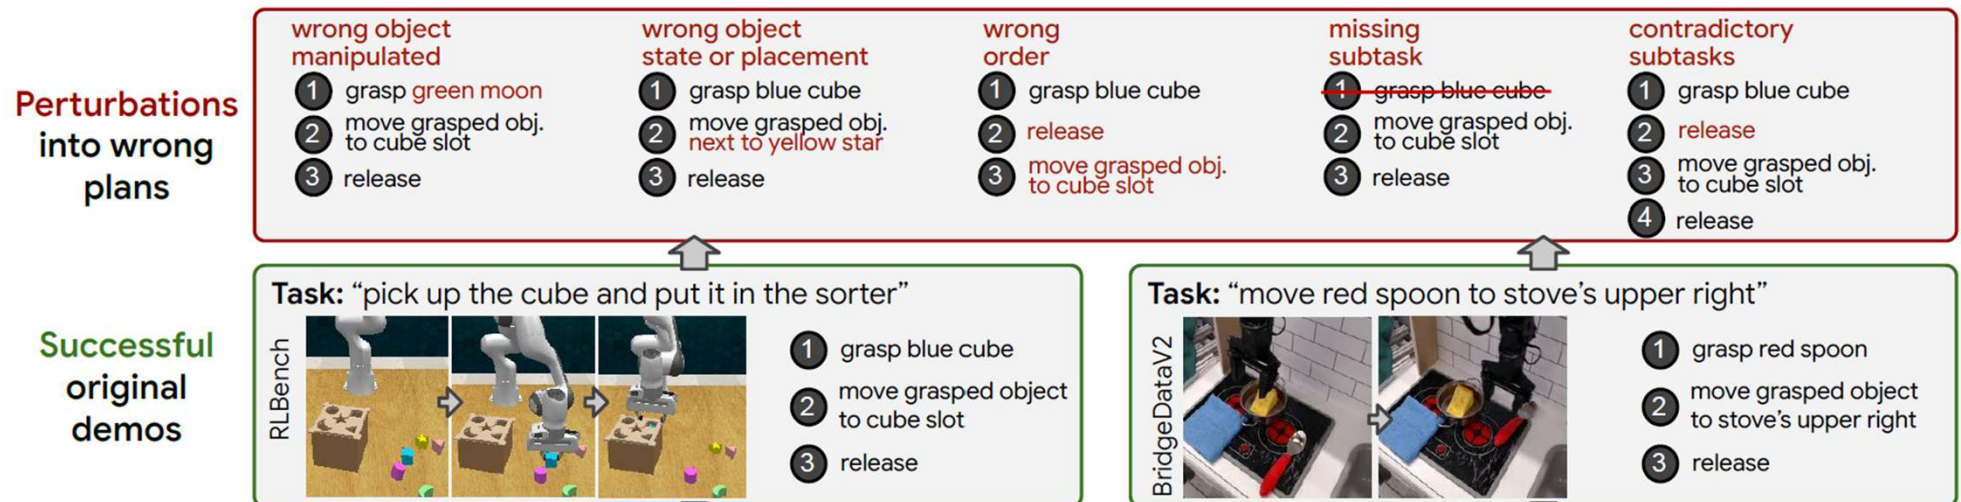 Perturbations
into wrong
plans
wrong object
manipulated
1 grasp green moon
2 move grasped obj.
to cube slot
3 release
wrong object
state or placement
1 grasp blue cube
2 move grasped obj.
next to yellow star
3 release
wrong
order
1 grasp blue cube
2 release
3 move grasped obj.
to cube slot
missing
subtask
1 grasp blue cube
2 move grasped obj.
to cube slot
3 release
contradictory
subtasks
1 grasp blue cube
2 release
3 move grasped obj.
to cube slot
4 release
Successful
original
demos
Task: “pick up the cube and put it in the sorter”
RLBench
1 grasp blue cube
2 move grasped object
to cube slot
3 release
Task: “move red spoon to stove’s upper right”
BridgeDataV2
1 grasp red spoon
2 move grasped object
to stove’s upper right
3 release